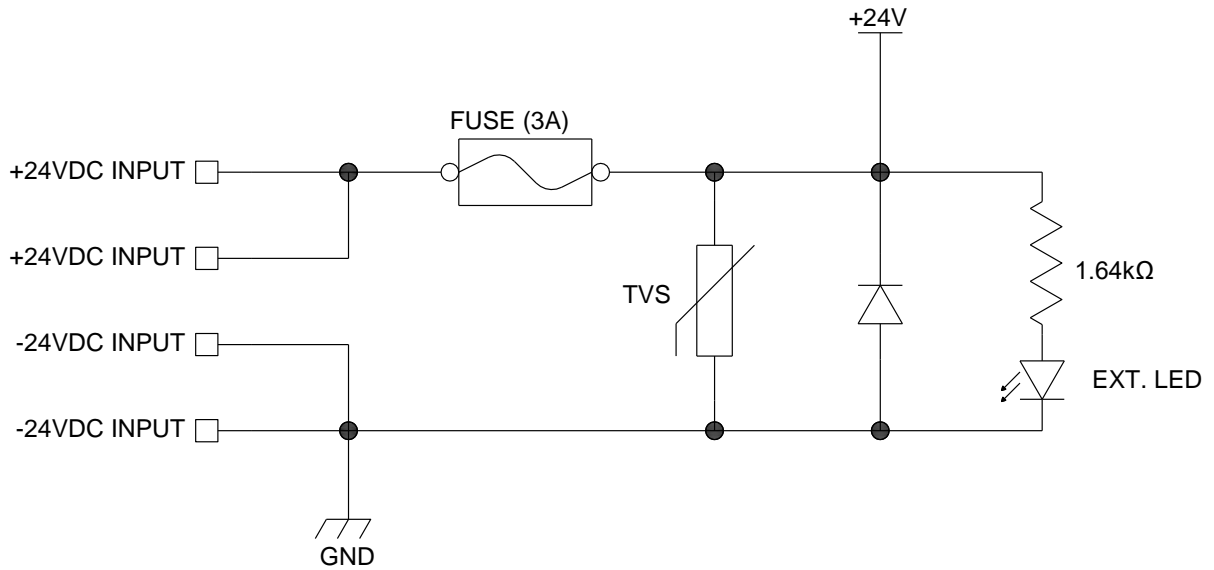 +24V
FUSE (3A)
+24VDC INPUT
+24VDC INPUT
1.64kΩ
TVS
-24VDC INPUT
EXT. LED
-24VDC INPUT
GND